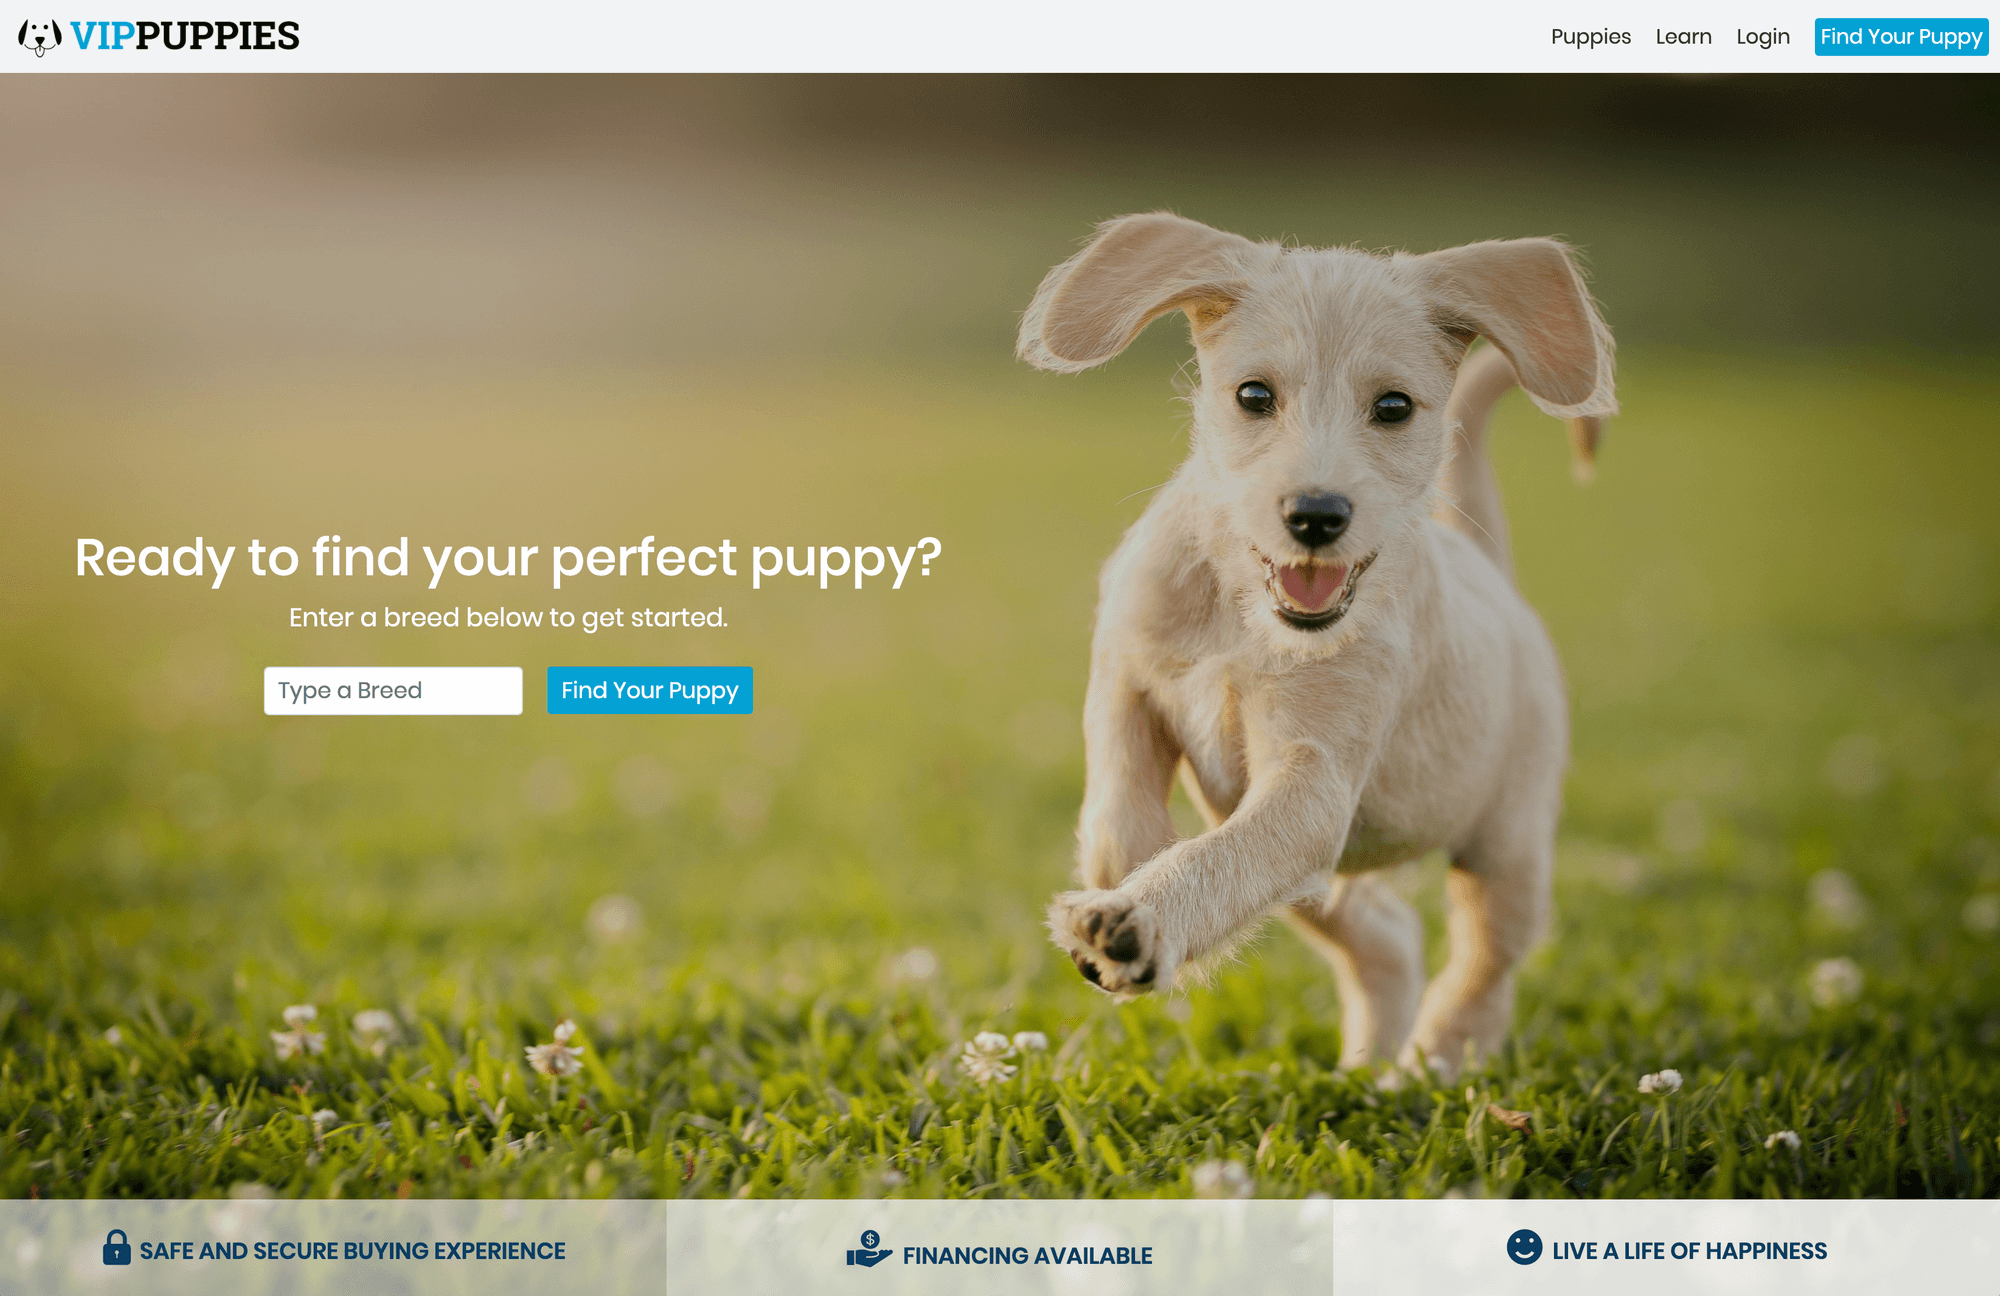 VIPPUPPIES
Puppies Learn Login Find Your Puppy
Ready to find your perfect puppy?
Enter a breed below to get started.
Type a Breed Find Your Puppy
SAFE AND SECURE BUYING EXPERIENCE
$ FINANCING AVAILABLE
LIVE A LIFE OF HAPPINESS